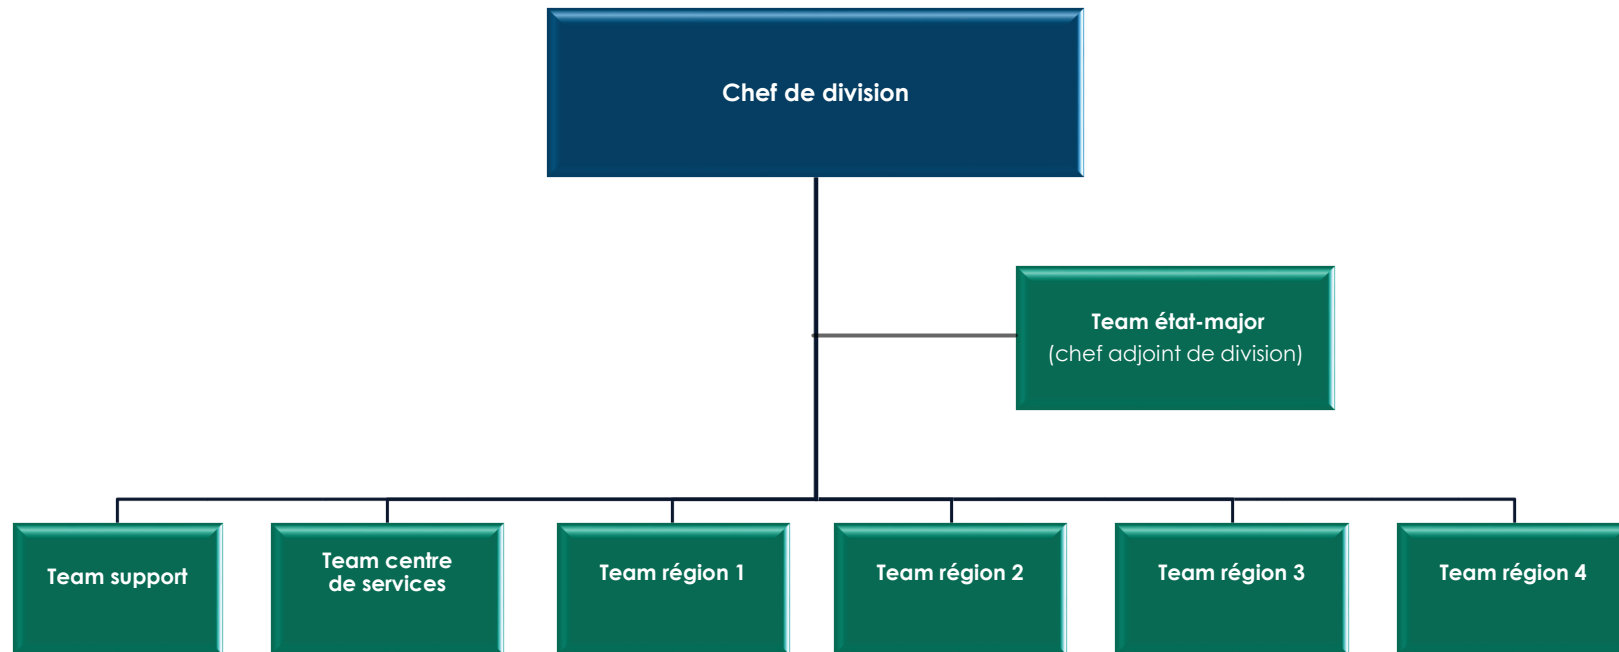 Chef de division
Team état-major
(chef adjoint de division)
Team support
Team centre
de services
Team région 1
Team région 2
Team région 3
Team région 4